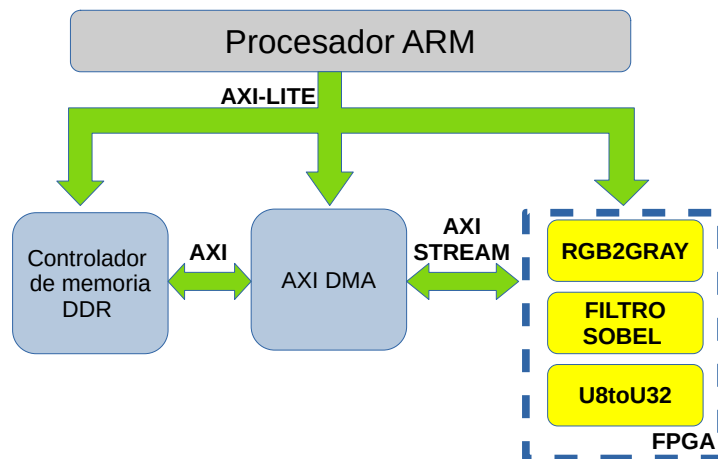 Procesador ARM
AXI-LITE
Controlador
de memoria
DDR
AXI
AXI DMA
AXI
STREAM
RGB2GRAY
FILTRO
SOBEL
U8toU32
FPGA